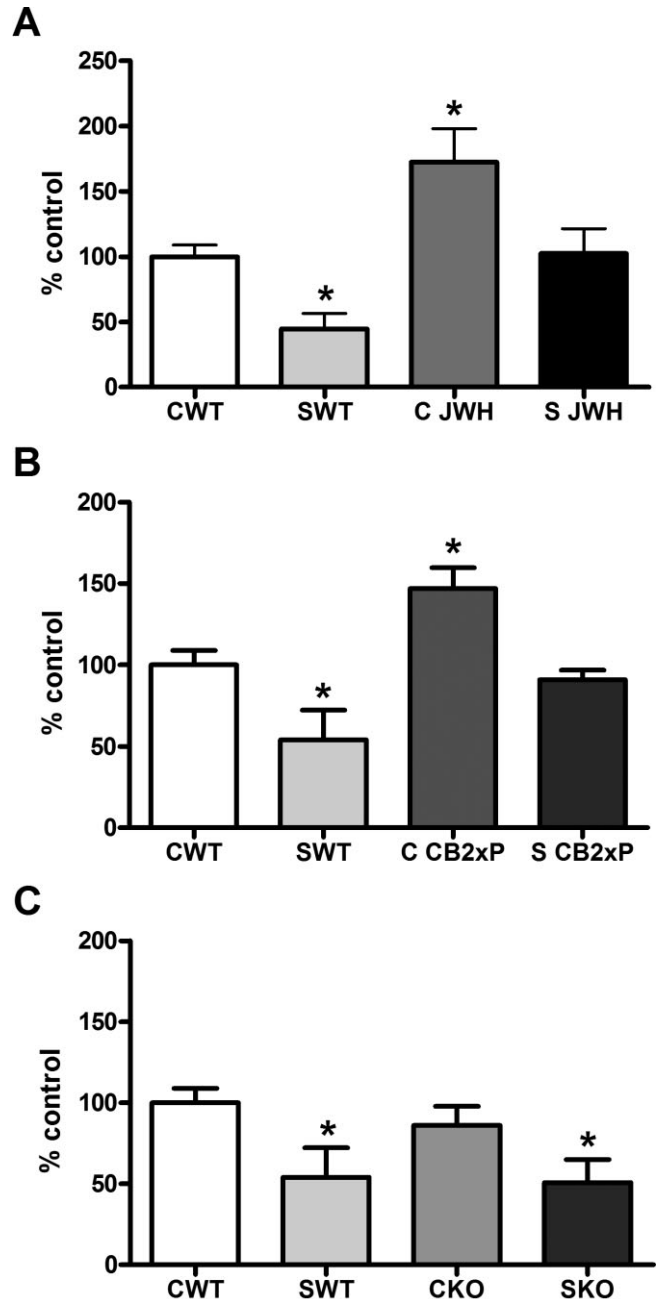 A
% control
250
200
150
100
50
0
*
*
CWT SWT C JWH S JWH
B
% control
200
150
100
50
0
*
*
CWT SWT C CB2xP S CB2xP
C
% control
200
150
100
50
0
*
*
CWT SWT CKO SKO